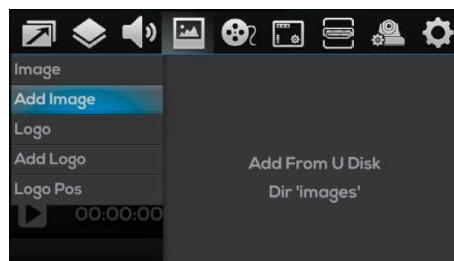 Image
Add Image
Logo
Add Logo
Logo Pos
00:00:00
Add From U Disk
Dir 'images'